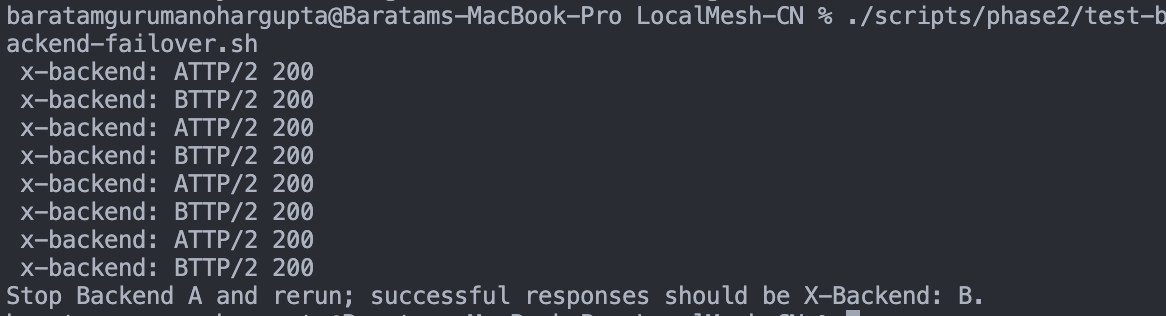 baratamgurumanohargupta@Baratams-MacBook-Pro LocalMesh-CN % ./scripts/phase2/test-b
ackend-failover.sh
x-backend: ATTP/2 200
x-backend: BTTP/2 200
x-backend: ATTP/2 200
x-backend: BTTP/2 200
x-backend: ATTP/2 200
x-backend: BTTP/2 200
x-backend: ATTP/2 200
x-backend: BTTP/2 200
Stop Backend A and rerun; successful responses should be X-Backend: B.